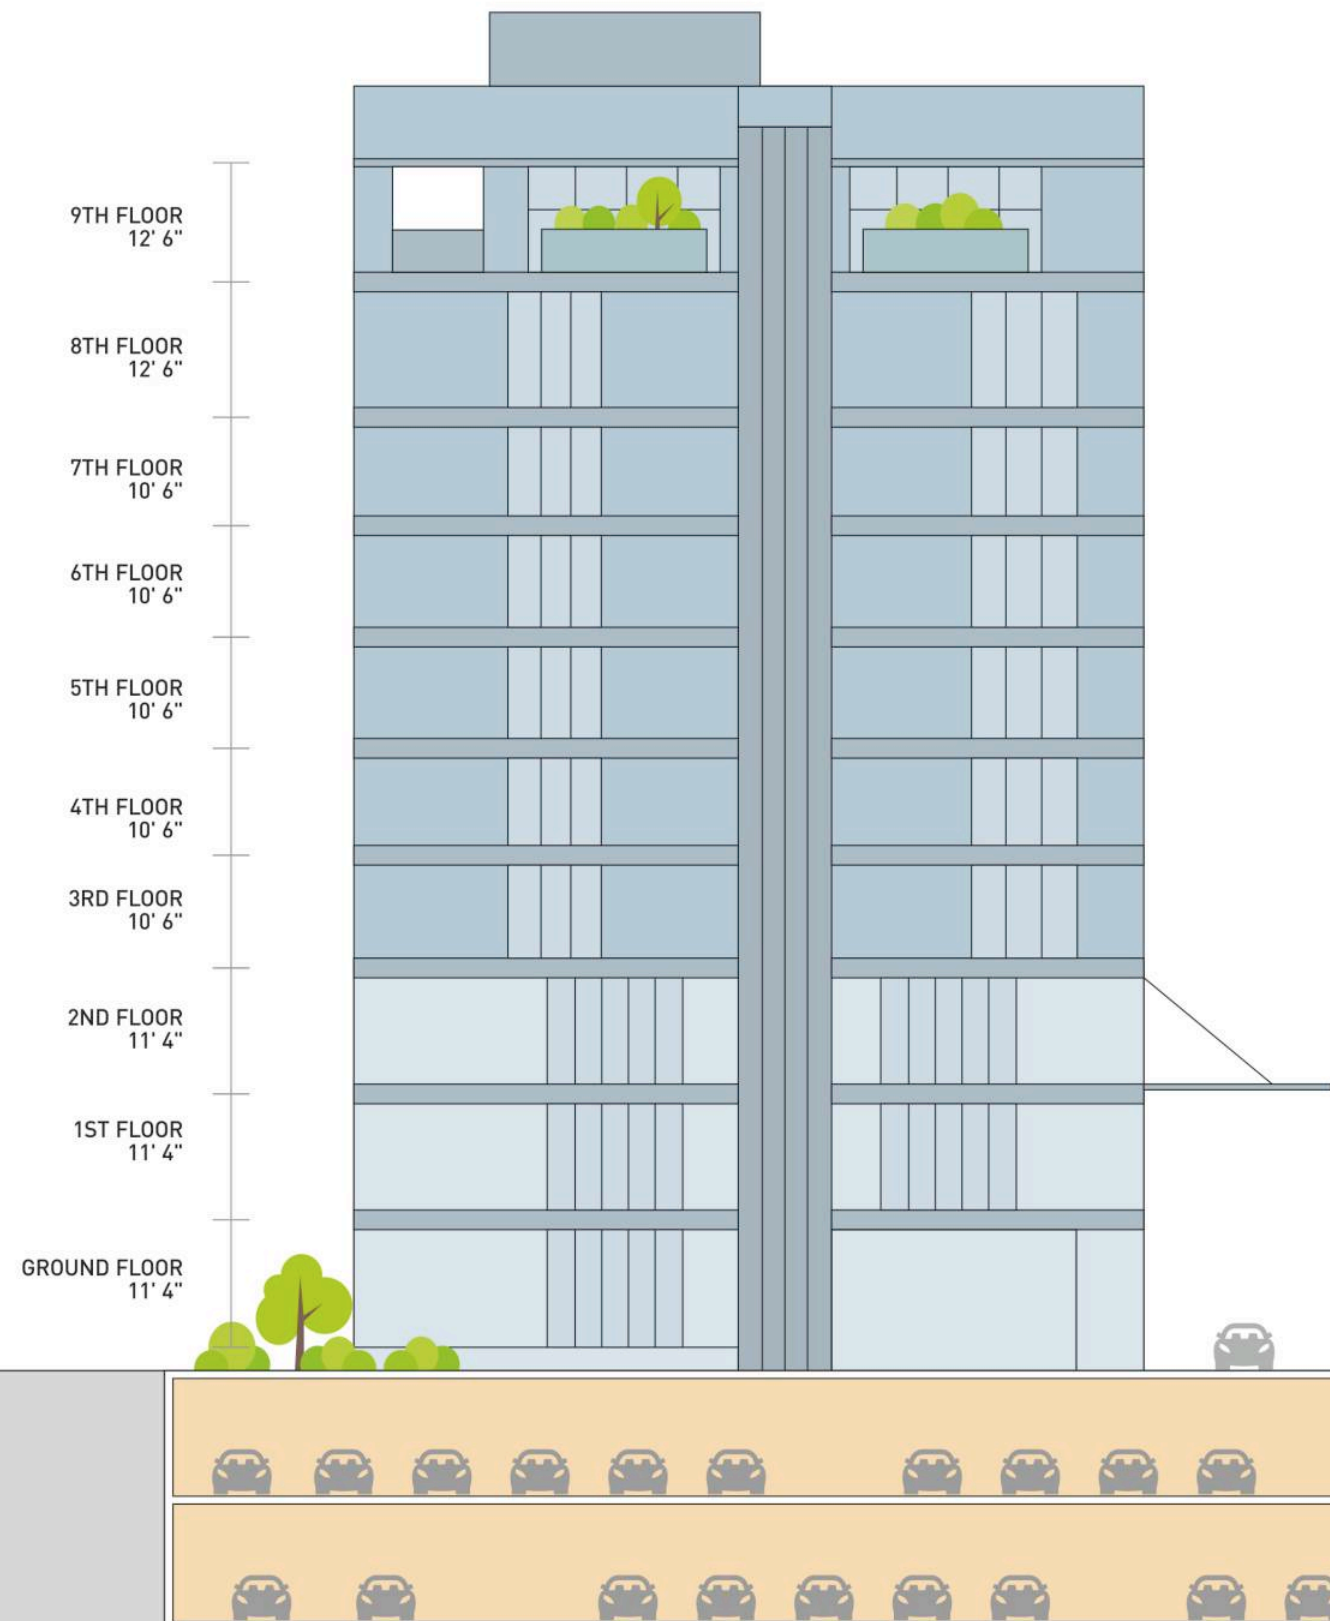 9TH FLOOR
12' 6"
8TH FLOOR
12' 6"
7TH FLOOR
10' 6"
6TH FLOOR
10' 6"
5TH FLOOR
10' 6"
4TH FLOOR
10' 6"
3RD FLOOR
10' 6"
2ND FLOOR
11' 4"
1ST FLOOR
11' 4"
GROUND FLOOR
11' 4"